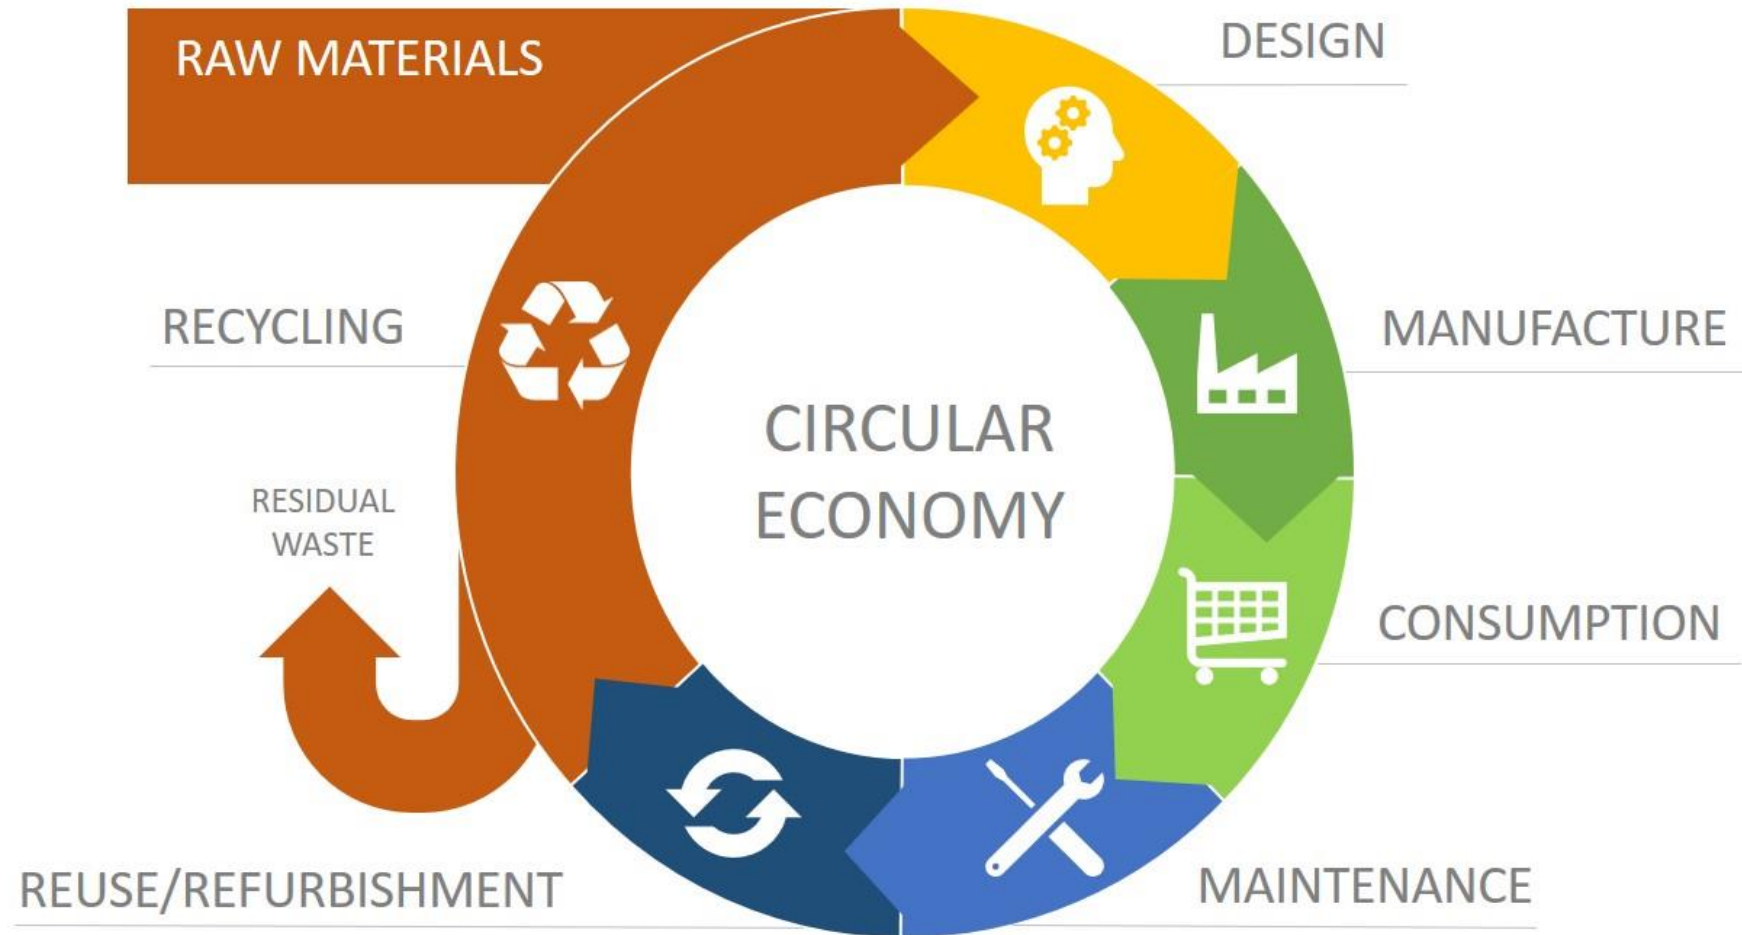 RAW MATERIALS
DESIGN
RECYCLING
MANUFACTURE
CIRCULAR
ECONOMY
RESIDUAL
WASTE
CONSUMPTION
REUSE/REFURBISHMENT
MAINTENANCE